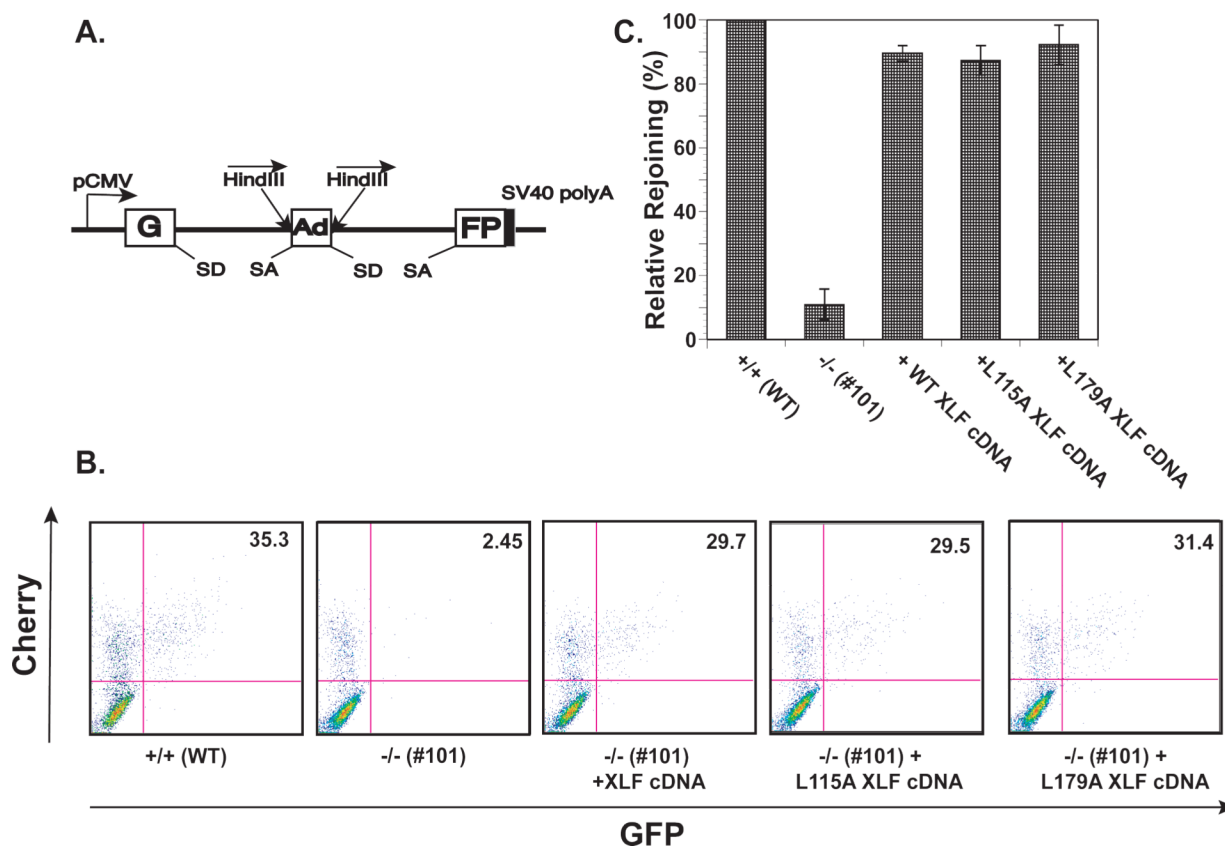 A.
pCMV
HindIII
HindIII
SV40 polyA
G
Ad
FP
SD
SA
SD
SA
C.
Relative Rejoining (%)
100
80
60
40
20
0
+/+ (WT)
-/- (#101)
+ WT XLF cDNA
+L115A XLF cDNA
+L179A XLF cDNA
B.
Cherry
35.3
2.45
29.7
29.5
31.4
+/+ (WT)
-/- (#101)
-/- (#101)
+XLF cDNA
-/- (#101) +
L115A XLF cDNA
-/- (#101) +
L179A XLF cDNA
GFP